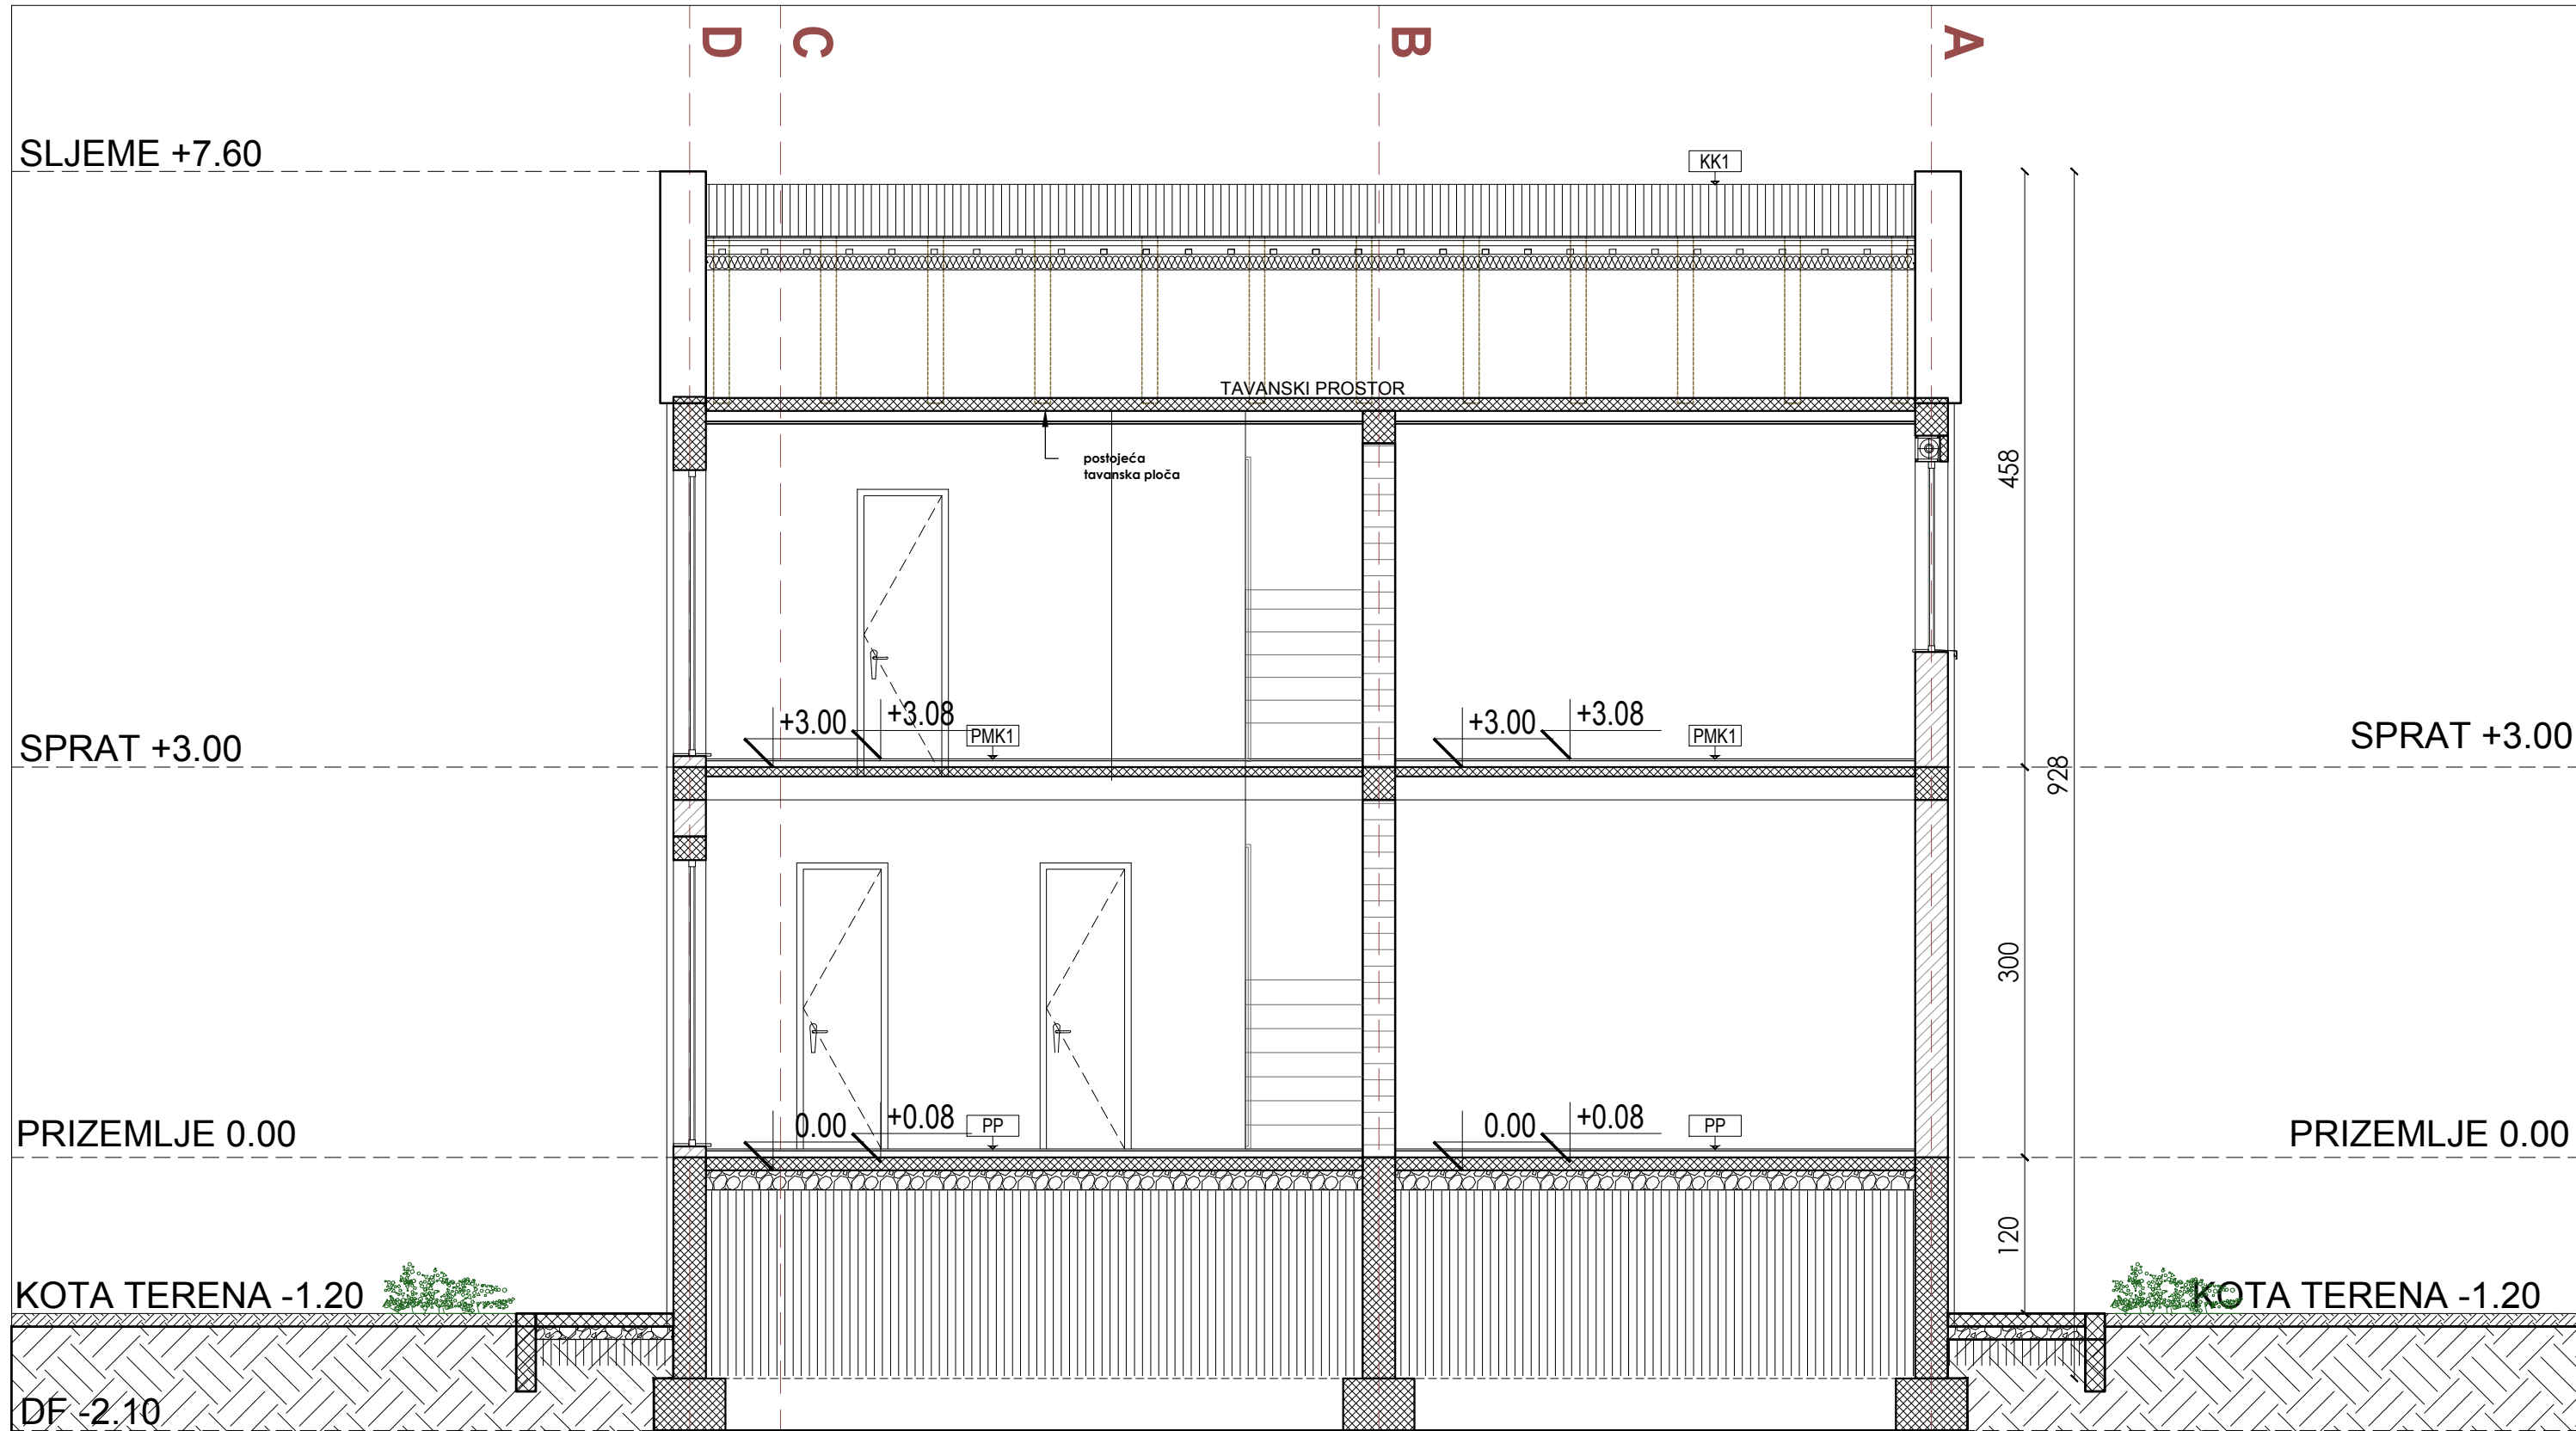 D
C
B
A
SLJEME +7.60
KK1
TAVANSKI PROSTOR
postojeća
tavanska ploča
458
+3.00
+3.08
PMK1
+3.00
+3.08
PMK1
SPRAT +3.00
SPRAT +3.00
928
300
0.00
+0.08
PP
0.00
+0.08
PP
PRIZEMLJE 0.00
PRIZEMLJE 0.00
120
KOTA TERENA -1.20
KOTA TERENA -1.20
DF -2.10